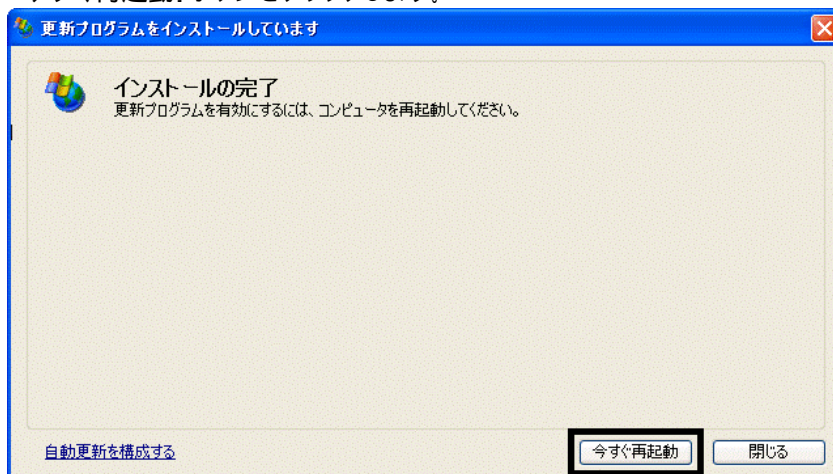 更新プログラムをインストールしています
インストールの完了
更新プログラムを有効にするには、コンピュータを再起動してください。
自動更新を構成する
今すぐ再起動
閉じる